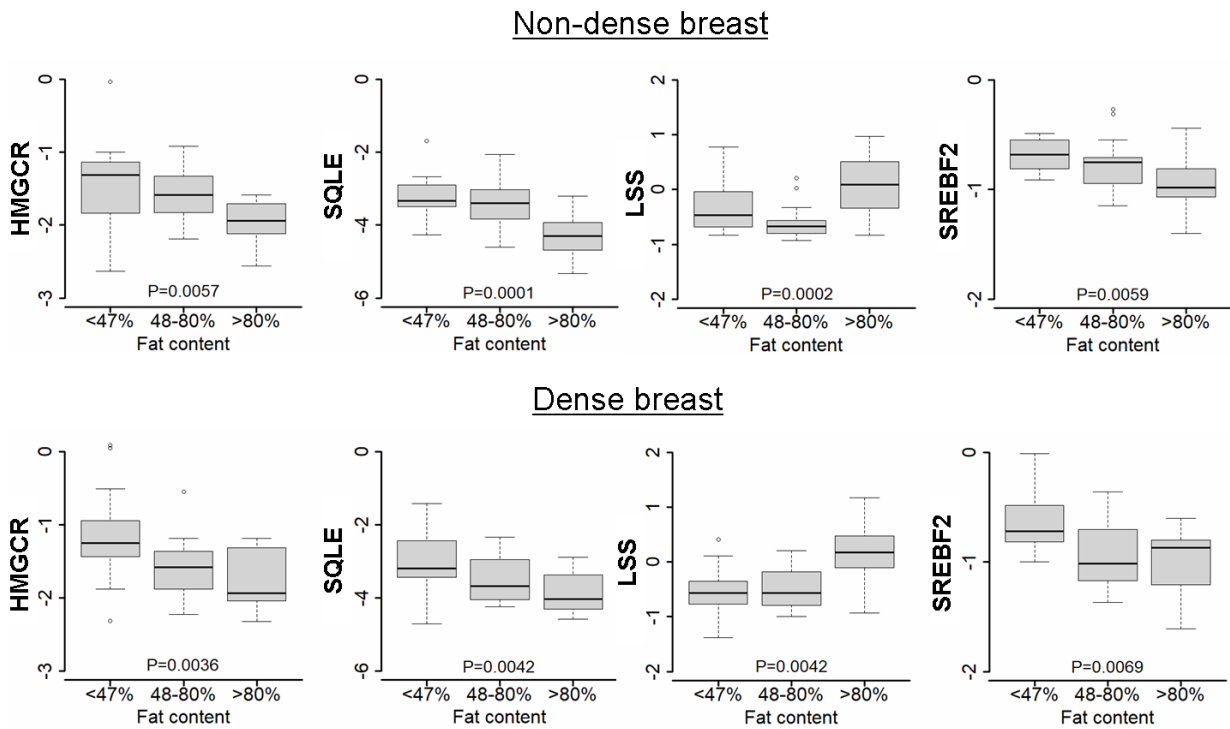 Non-dense breast
HMGCR
0
-1
-2
-3
P=0.0057
<47% 48-80% >80%
Fat content
SQLE
0
-2
-4
-6
P=0.0001
<47% 48-80% >80%
Fat content
LSS
2
1
0
-1
-2
P=0.0002
<47% 48-80% >80%
Fat content
SREBF2
0
-1
-2
P=0.0059
<47% 48-80% >80%
Fat content
Dense breast
HMGCR
0
-1
-2
-3
P=0.0036
<47% 48-80% >80%
Fat content
SQLE
0
-2
-4
-6
P=0.0042
<47% 48-80% >80%
Fat content
LSS
2
1
0
-1
-2
P=0.0042
<47% 48-80% >80%
Fat content
SREBF2
0
-1
-2
P=0.0069
<47% 48-80% >80%
Fat content